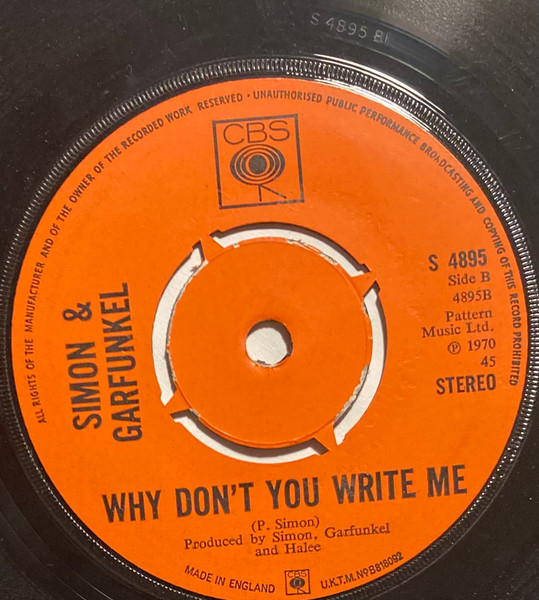 S 4895 B1
ALL RIGHTS OF THE MANUFACTURER AND OF THE OWNER OF THE RECORDED WORK RESERVED · UNAUTHORISED PUBLIC PERFORMANCE BROADCASTING AND COPYING OF THIS RECORD PROHIBITED
CBS
S 4895
Side B
4895B
Pattern
Music Ltd.
℗ 1970
45
STEREO
SIMON &
GARFUNKEL
WHY DON'T YOU WRITE ME
(P. Simon)
Produced by Simon, Garfunkel
and Halee
MADE IN ENGLAND
CBS
U.K.T.M. NO B818092